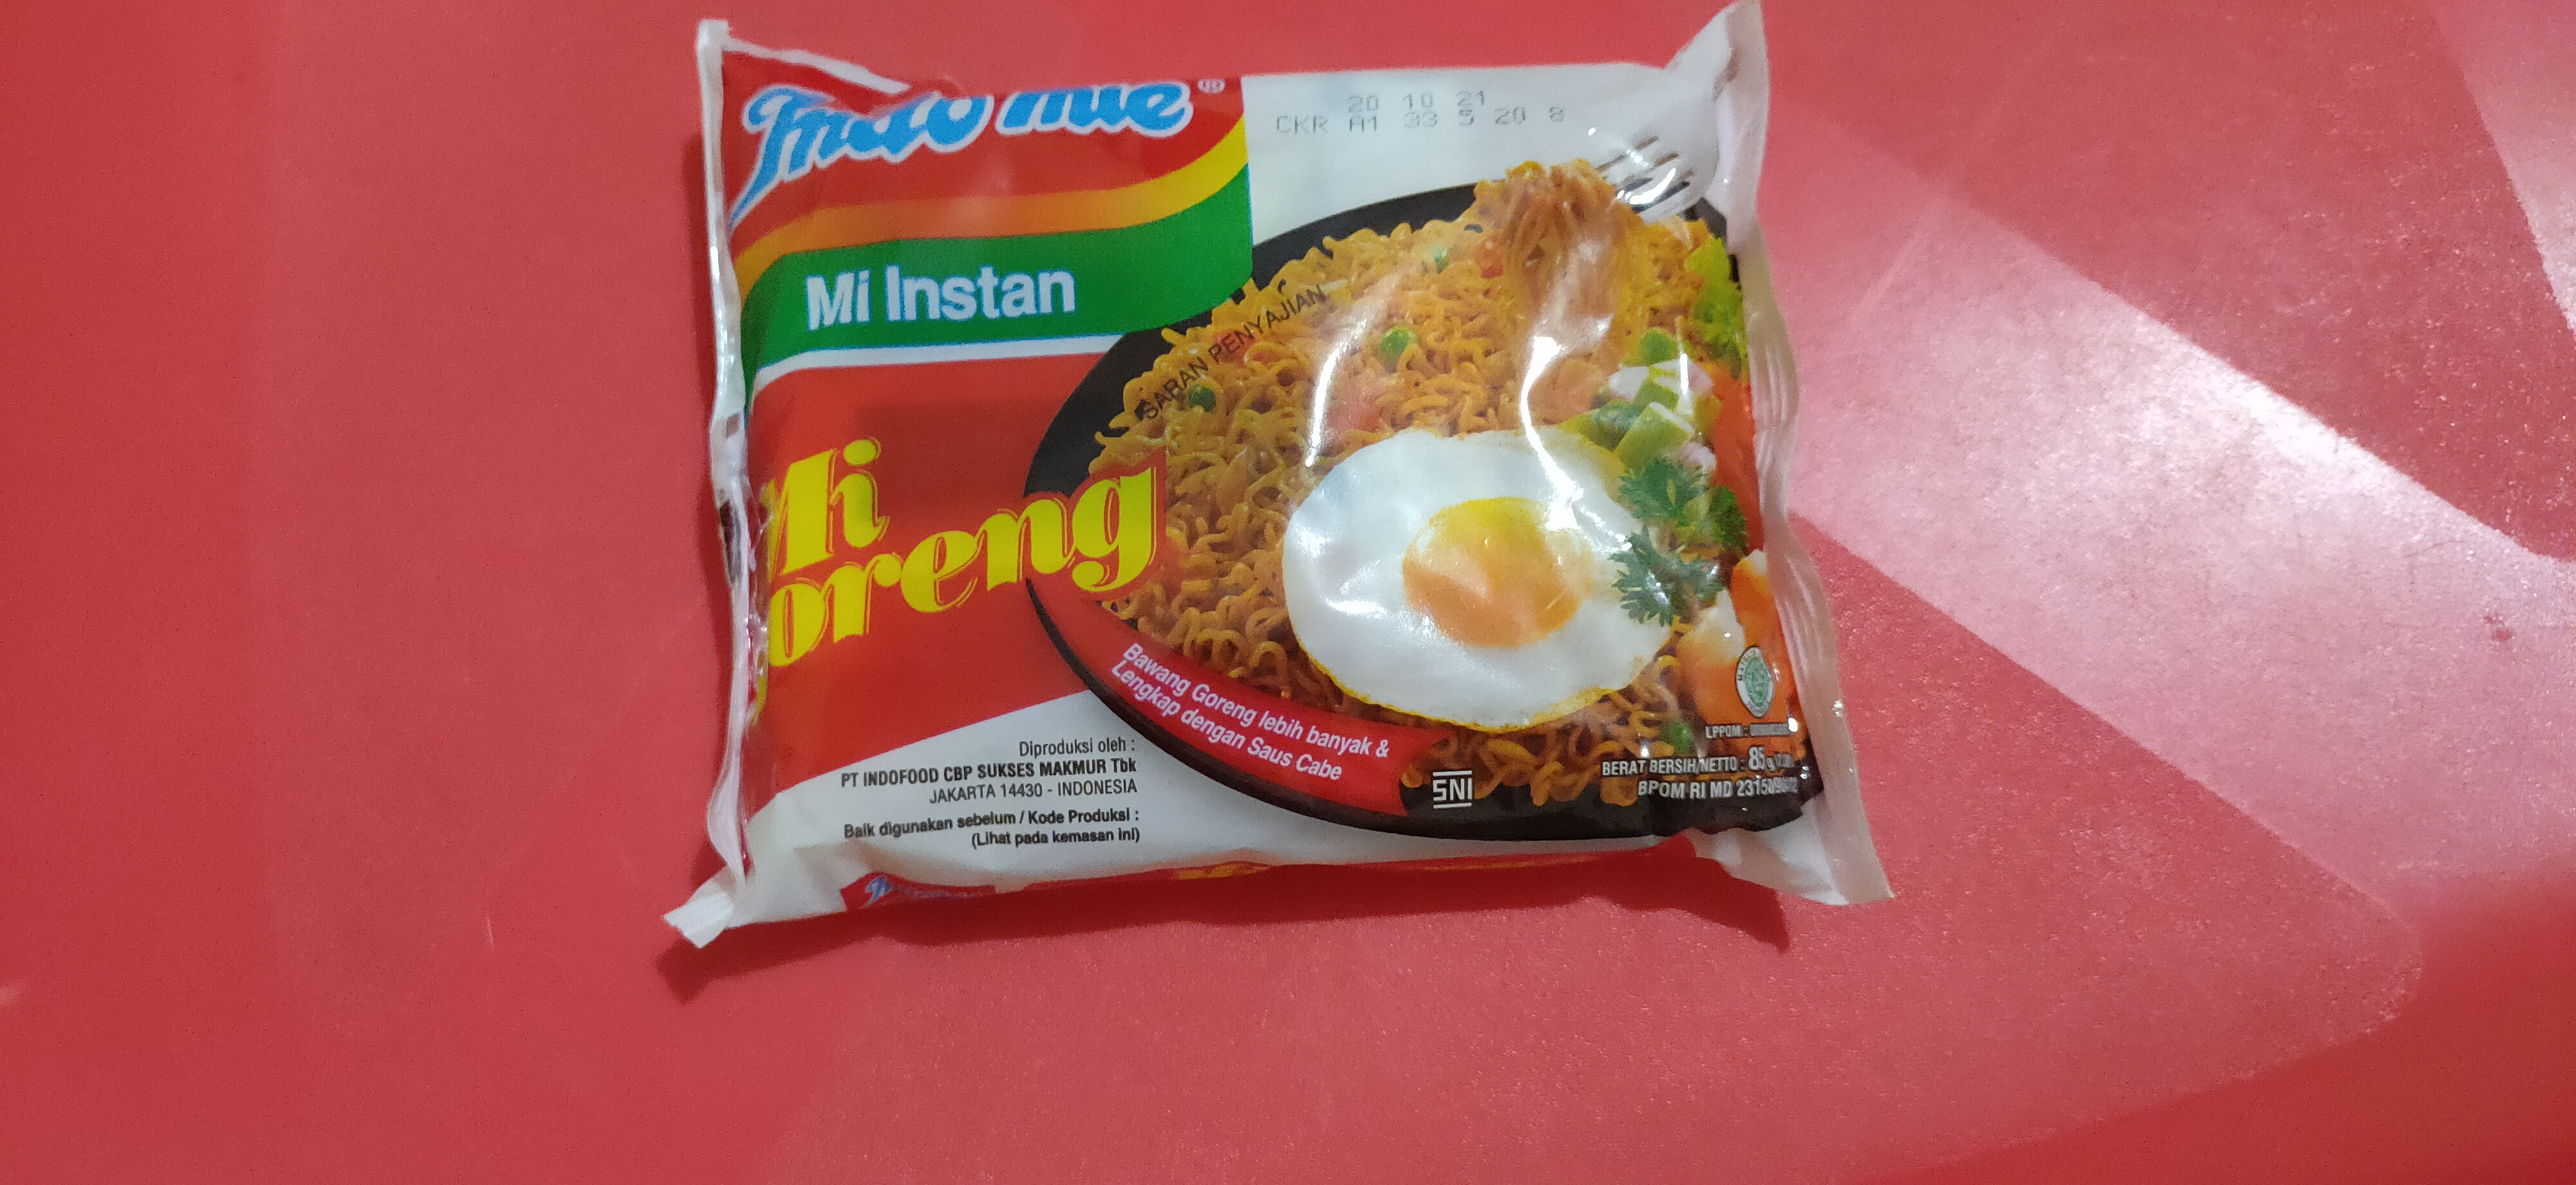 Indomie®
20 10 21
CKR A1 33 5 20 8
Mi Instan
SARAN PENYAJIAN
Mi
goreng
Bawang Goreng lebih banyak &
Lengkap dengan Saus Cabe
Diproduksi oleh :
PT INDOFOOD CBP SUKSES MAKMUR Tbk
JAKARTA 14430 - INDONESIA
Baik digunakan sebelum / Kode Produksi :
(Lihat pada kemasan ini)
SNI
LPPOM :
BERAT BERSIH/NETTO : 85 g
BPOM RI MD